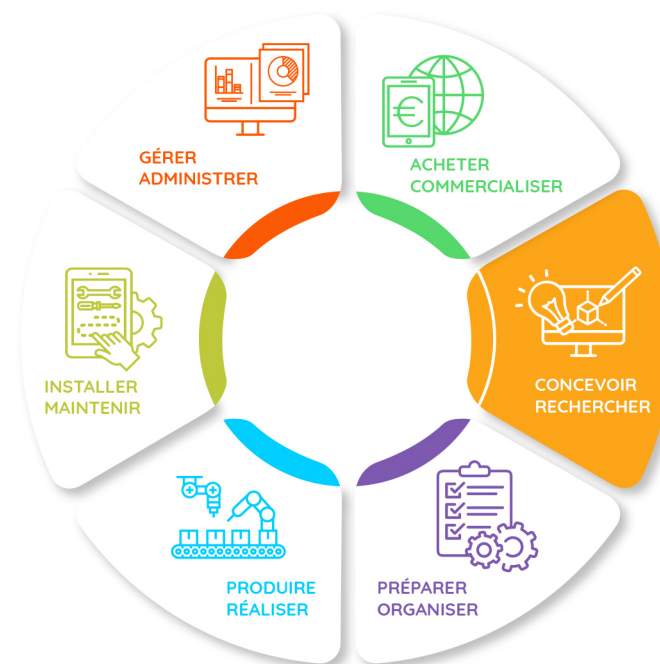 GÉRER
ADMINISTRER
ACHETER
COMMERCIALISER
INSTALLER
MAINTENIR
CONCEVOIR
RECHERCHER
PRODUIRE
RÉALISER
PRÉPARER
ORGANISER